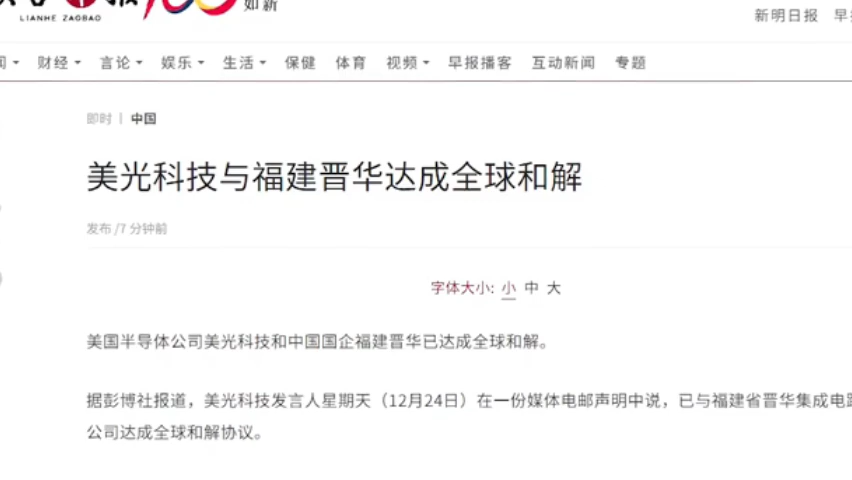 LIANHE ZAOBAO
如新
新明日报 早
财经 言论 娱乐 生活 保健 体育 视频 早报播客 互动新闻 专题
即时 | 中国
美光科技与福建晋华达成全球和解
发布 /7 分钟前
字体大小: 小 中 大
美国半导体公司美光科技和中国国企福建晋华已达成全球和解。
据彭博社报道，美光科技发言人星期天（12月24日）在一份媒体电邮声明中说，已与福建省晋华集成电路
公司达成全球和解协议。